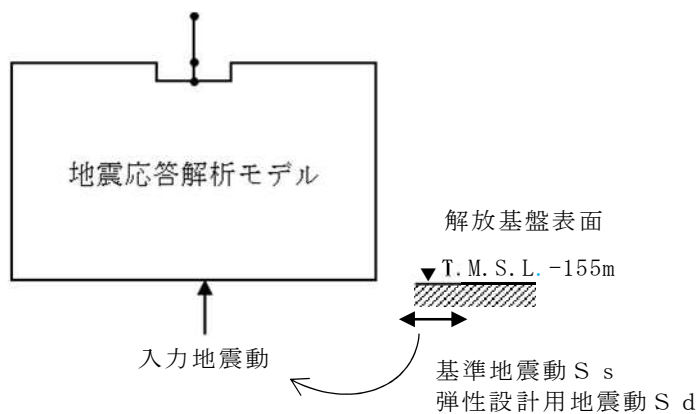 地震応答解析モデル
解放基盤表面
T.M.S.L.-155m
入力地震動
基準地震動Ｓｓ
弾性設計用地震動Ｓｄ